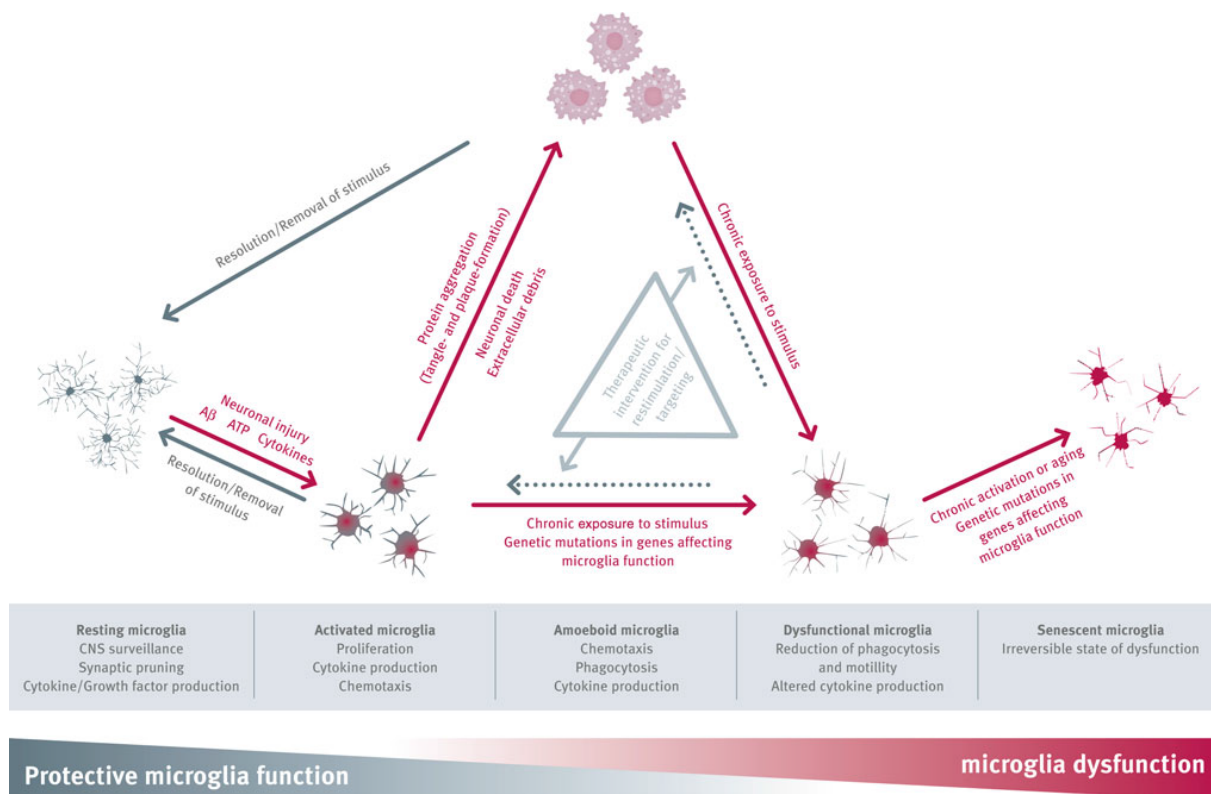 Resolution/Removal of stimulus
Protein aggregation
(Tangle- and plaque-formation)
Neuronal death
Extracellular debris
Chronic exposure to stimulus
Therapeutic
intervention for
restimulation/
targeting
Neuronal injury
Aβ ATP Cytokines
Resolution/Removal
of stimulus
Chronic exposure to stimulus
Genetic mutations in genes affecting
microglia function
Chronic activation or aging
Genetic mutations in
genes affecting
microglia function
Resting microglia
CNS surveillance
Synaptic pruning
Cytokine/Growth factor production
Activated microglia
Proliferation
Cytokine production
Chemotaxis
Amoeboid microglia
Chemotaxis
Phagocytosis
Cytokine production
Dysfunctional microglia
Reduction of phagocytosis
and motillity
Altered cytokine production
Senescent microglia
Irreversible state of dysfunction
Protective microglia function
microglia dysfunction